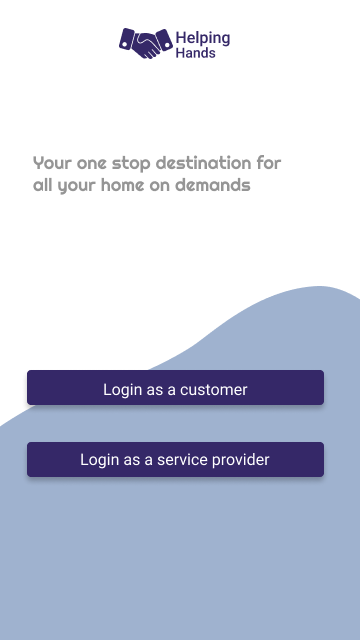 Helping
Hands
Your one stop destination for
all your home on demands
Login as a customer
Login as a service provider